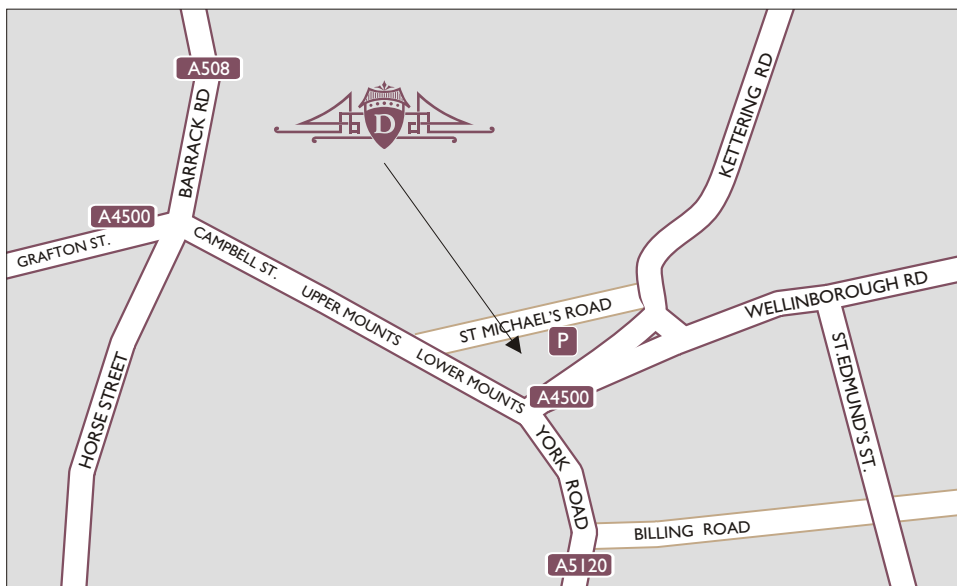 A508
BARRACK RD
D
KETTERING RD
A4500
GRAFTON ST.
CAMPBELL ST.
UPPER MOUNTS
LOWER MOUNTS
ST MICHAEL'S ROAD
P
WELLINBOROUGH RD
HORSE STREET
A4500
YORK ROAD
ST.EDMUND'S ST.
BILLING ROAD
A5120